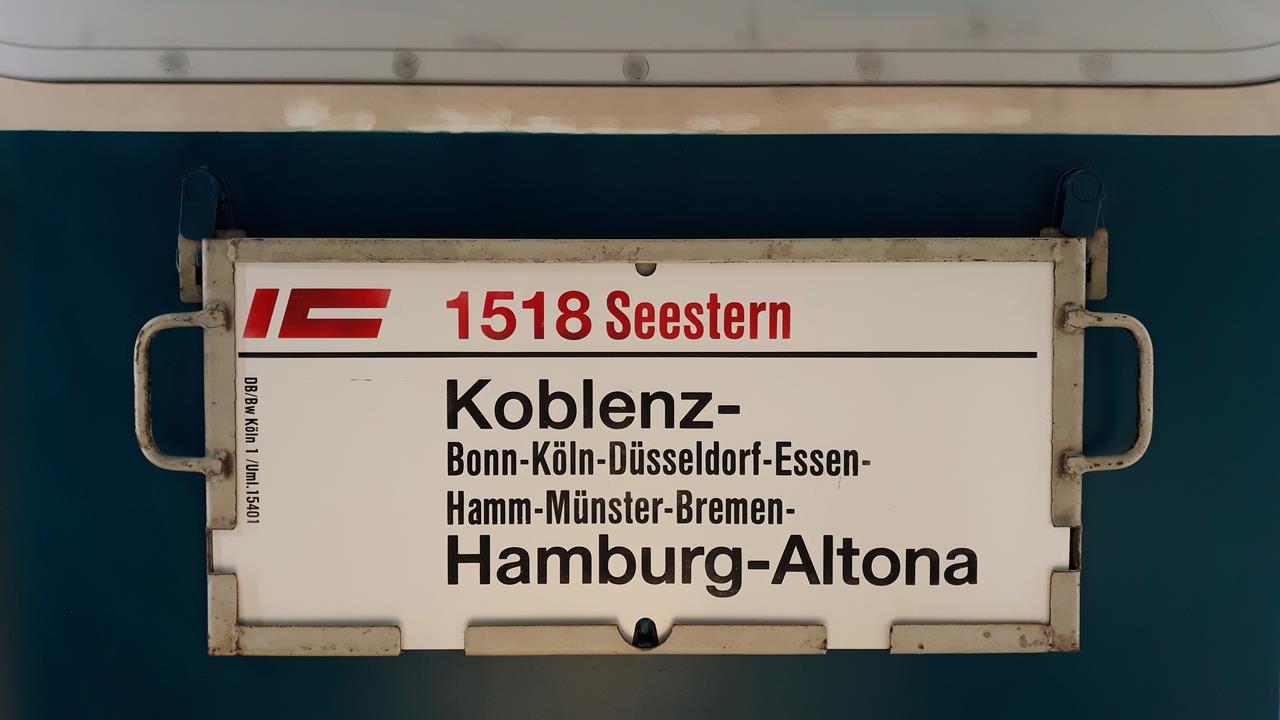 IC 1518 Seestern
Koblenz-
Bonn-Köln-Düsseldorf-Essen-
Hamm-Münster-Bremen-
Hamburg-Altona
DB/Bw Köln 1 /Uml.15401